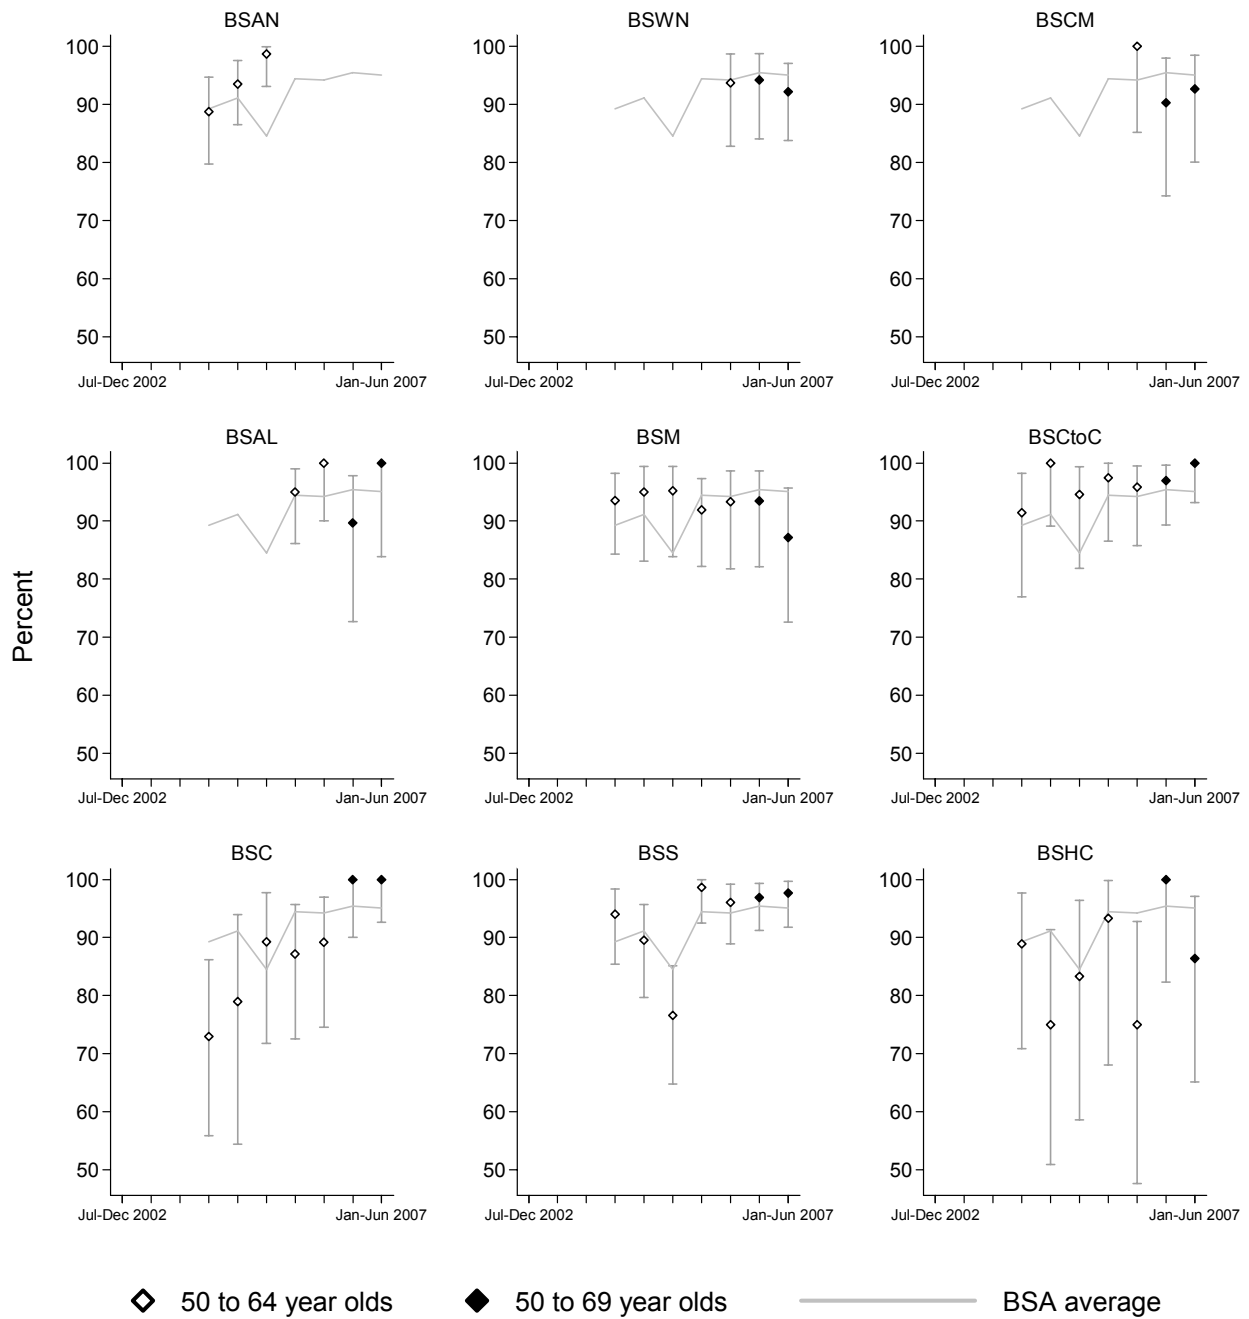 BSAN BSWN BSCM
100 100 100
90 90 90
80 80 80
70 70 70
60 60 60
50 50 50
Jul-Dec 2002 Jan-Jun 2007 Jul-Dec 2002 Jan-Jun 2007 Jul-Dec 2002 Jan-Jun 2007
BSAL BSM BSCtoC
100 100 100
90 90 90
80 80 80
70 70 70
60 60 60
50 50 50
Jul-Dec 2002 Jan-Jun 2007 Jul-Dec 2002 Jan-Jun 2007 Jul-Dec 2002 Jan-Jun 2007
Percent
BSC BSS BSHC
100 100 100
90 90 90
80 80 80
70 70 70
60 60 60
50 50 50
Jul-Dec 2002 Jan-Jun 2007 Jul-Dec 2002 Jan-Jun 2007 Jul-Dec 2002 Jan-Jun 2007
50 to 64 year olds 50 to 69 year olds BSA average